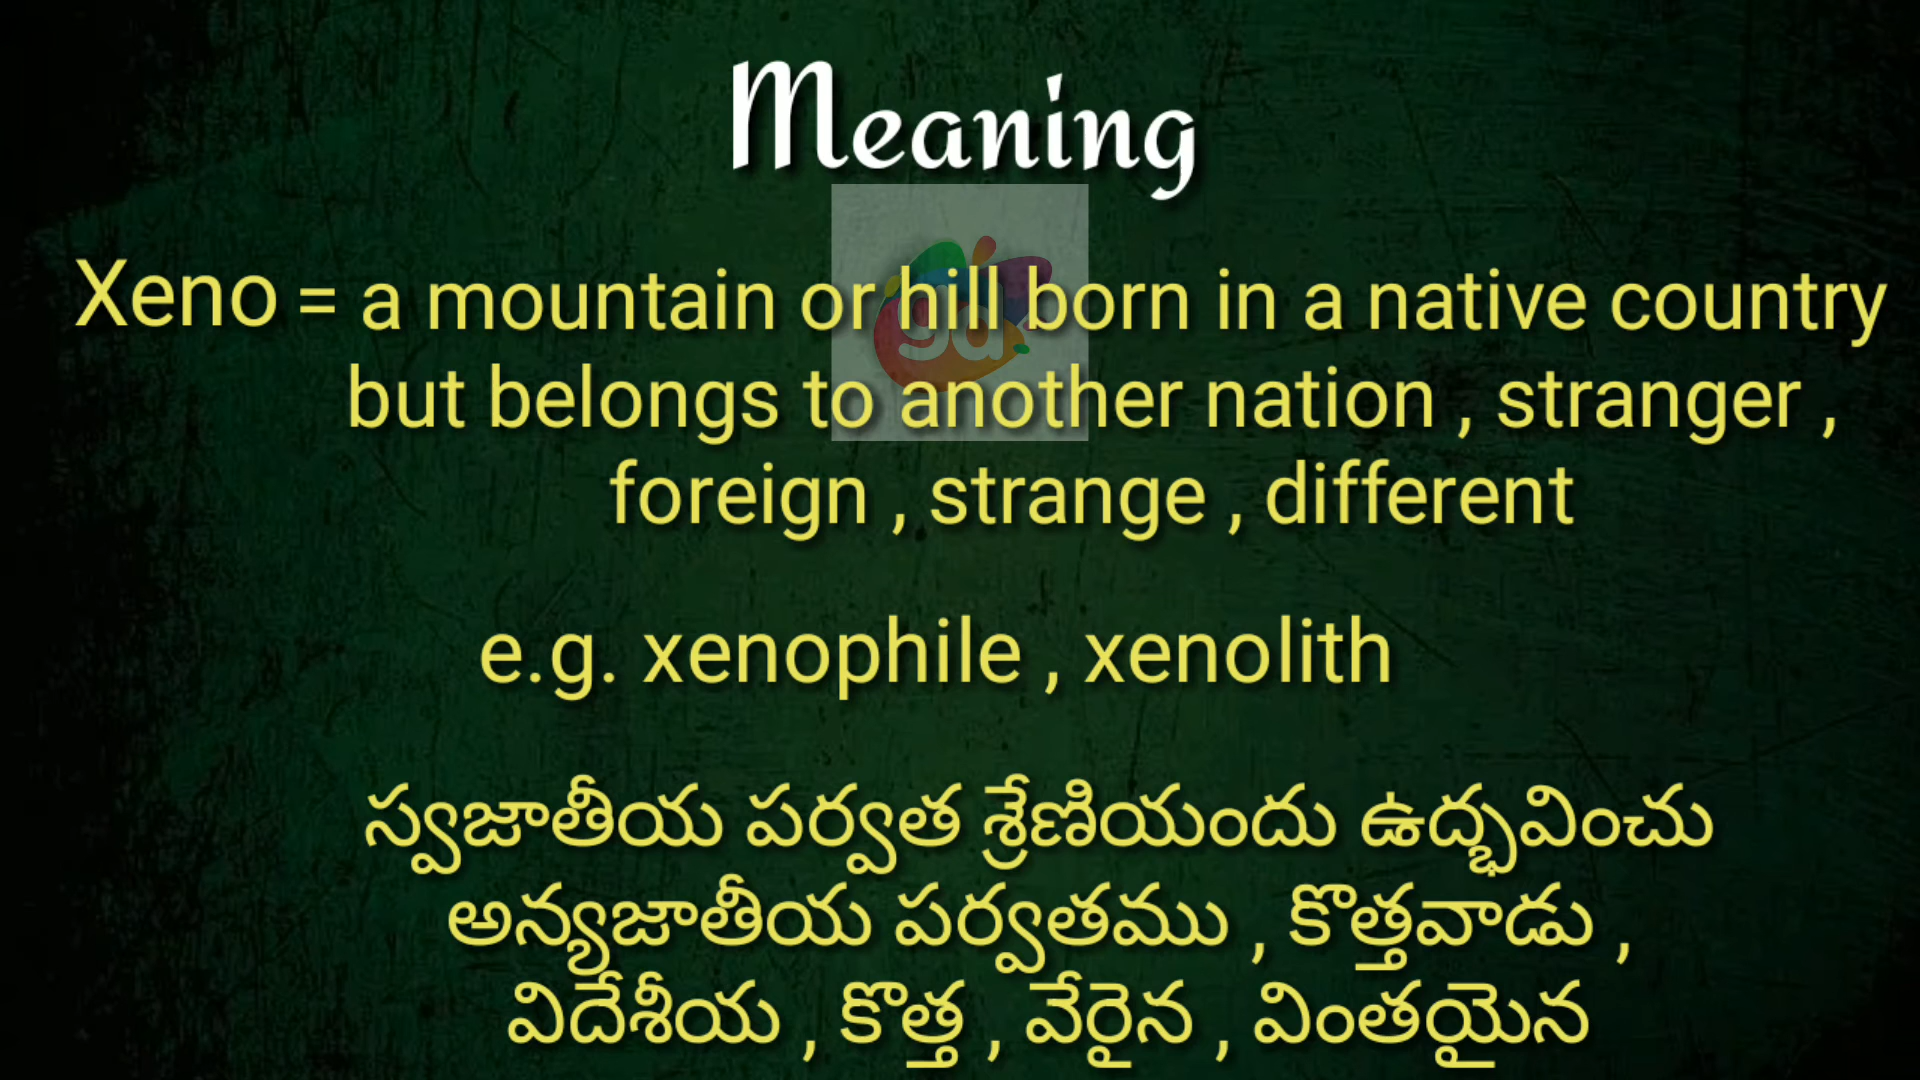 Meaning
Xeno = a mountain or hill born in a native country
but belongs to another nation , stranger ,
foreign , strange , different
e.g. xenophile , xenolith
స్వజాతీయ పర్వత శ్రేణియందు ఉద్భవించు
అన్యజాతీయ పర్వతము , కొత్తవాడు ,
విదేశీయ , కొత్త , వేరైన , వింతయైన